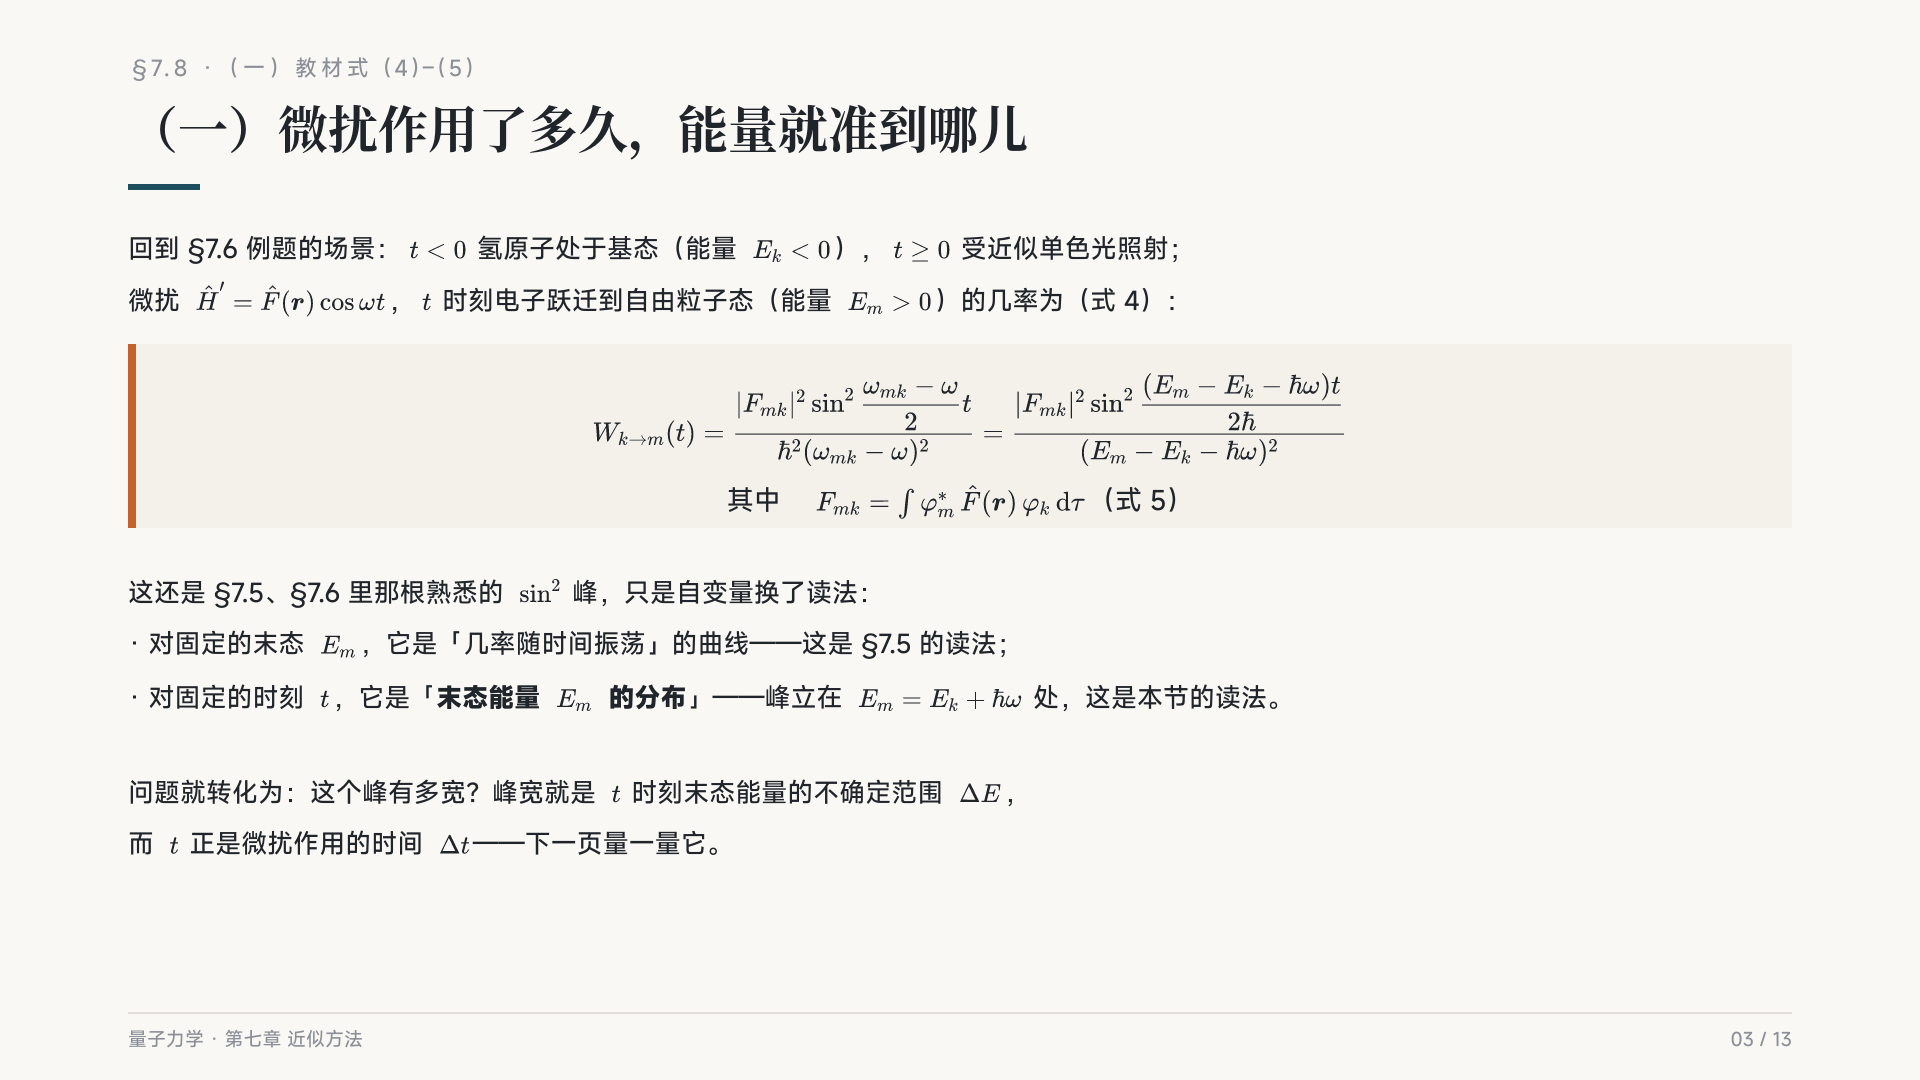 §7.8 · （一）教材式 (4)–(5)
（一）微扰作用了多久，能量就准到哪儿
回到 §7.6 例题的场景： t < 0 氢原子处于基态（能量 E_k < 0），t ≥ 0 受近似单色光照射；
微扰 Ĥ′ = F̂(r) cos ωt，t 时刻电子跃迁到自由粒子态（能量 E_m > 0）的几率为（式 4）：
W_{k→m}(t) = \frac{|F_{mk}|² sin² \frac{ω_{mk} − ω}{2} t}{ħ²(ω_{mk} − ω)²} = \frac{|F_{mk}|² sin² \frac{(E_m − E_k − ħω)t}{2ħ}}{(E_m − E_k − ħω)²}
其中 F_{mk} = ∫ φ_m^* F̂(r) φ_k dτ（式 5）
这还是 §7.5、§7.6 里那根熟悉的 sin² 峰，只是自变量换了读法：
· 对固定的末态 E_m，它是「几率随时间振荡」的曲线——这是 §7.5 的读法；
· 对固定的时刻 t，它是「末态能量 E_m 的分布」——峰立在 E_m = E_k + ħω 处，这是本节的读法。
问题就转化为：这个峰有多宽？峰宽就是 t 时刻末态能量的不确定范围 ΔE，
而 t 正是微扰作用的时间 Δt——下一页量一量它。
量子力学 · 第七章 近似方法
03 / 13